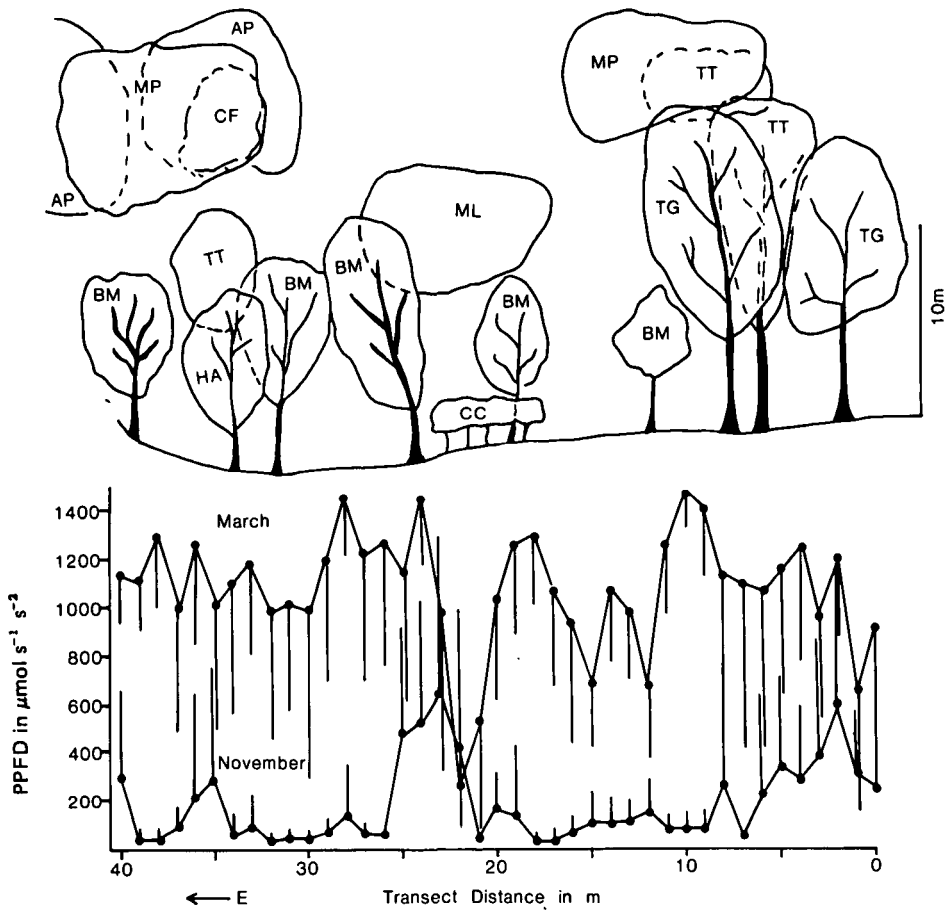 AP
MP
CF
AP
MP
TT
TT
TG
TG
TT
ML
BM
BM
BM
BM
HA
BM
CC
10m
PPFD in µmol s⁻¹ s⁻²
1400
1200
1000
800
600
400
200
March
November
40
30
20
10
0
← E
Transect Distance in m